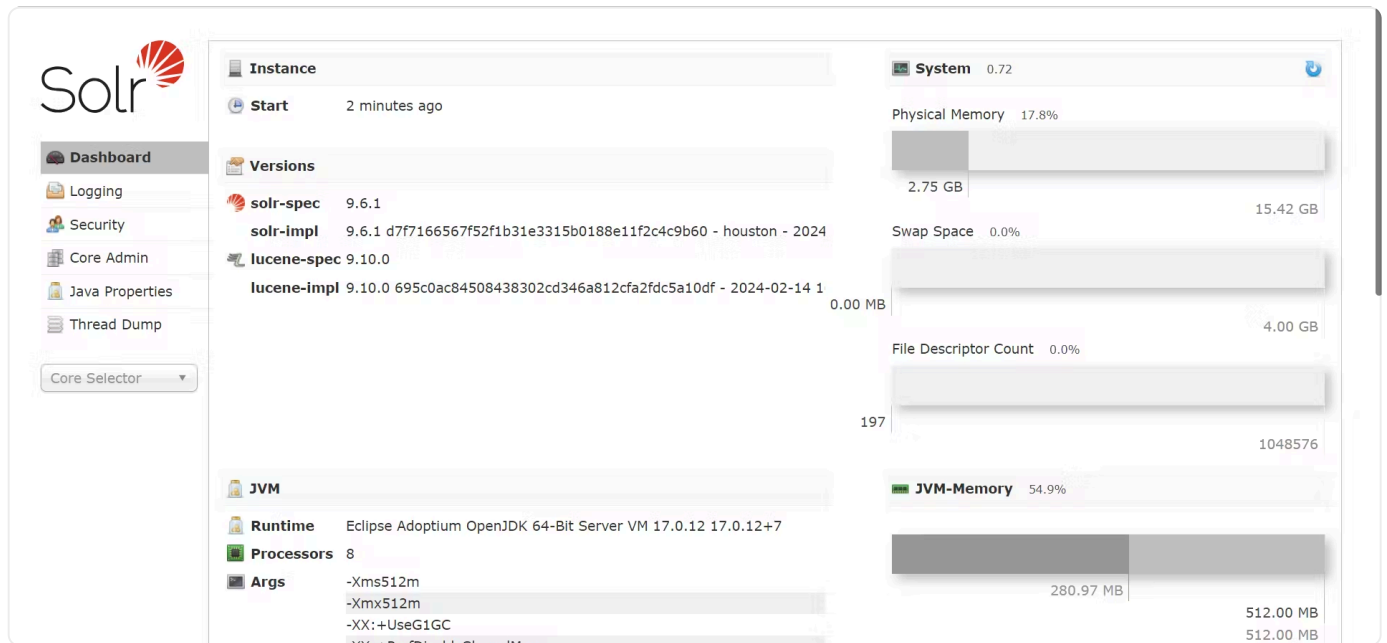 Solr
Dashboard
Logging
Security
Core Admin
Java Properties
Thread Dump
Core Selector
Instance
Start 2 minutes ago
Versions
solr-spec 9.6.1
solr-impl 9.6.1 d7f7166567f52f1b31e3315b0188e11f2c4c9b60 - houston - 2024
lucene-spec 9.10.0
lucene-impl 9.10.0 695c0ac84508438302cd346a812cfa2fdc5a10df - 2024-02-14 1
JVM
Runtime Eclipse Adoptium OpenJDK 64-Bit Server VM 17.0.12 17.0.12+7
Processors 8
Args -Xms512m
-Xmx512m
-XX:+UseG1GC
System 0.72
Physical Memory 17.8%
2.75 GB
15.42 GB
Swap Space 0.0%
0.00 MB
4.00 GB
File Descriptor Count 0.0%
197
1048576
JVM-Memory 54.9%
280.97 MB
512.00 MB
512.00 MB